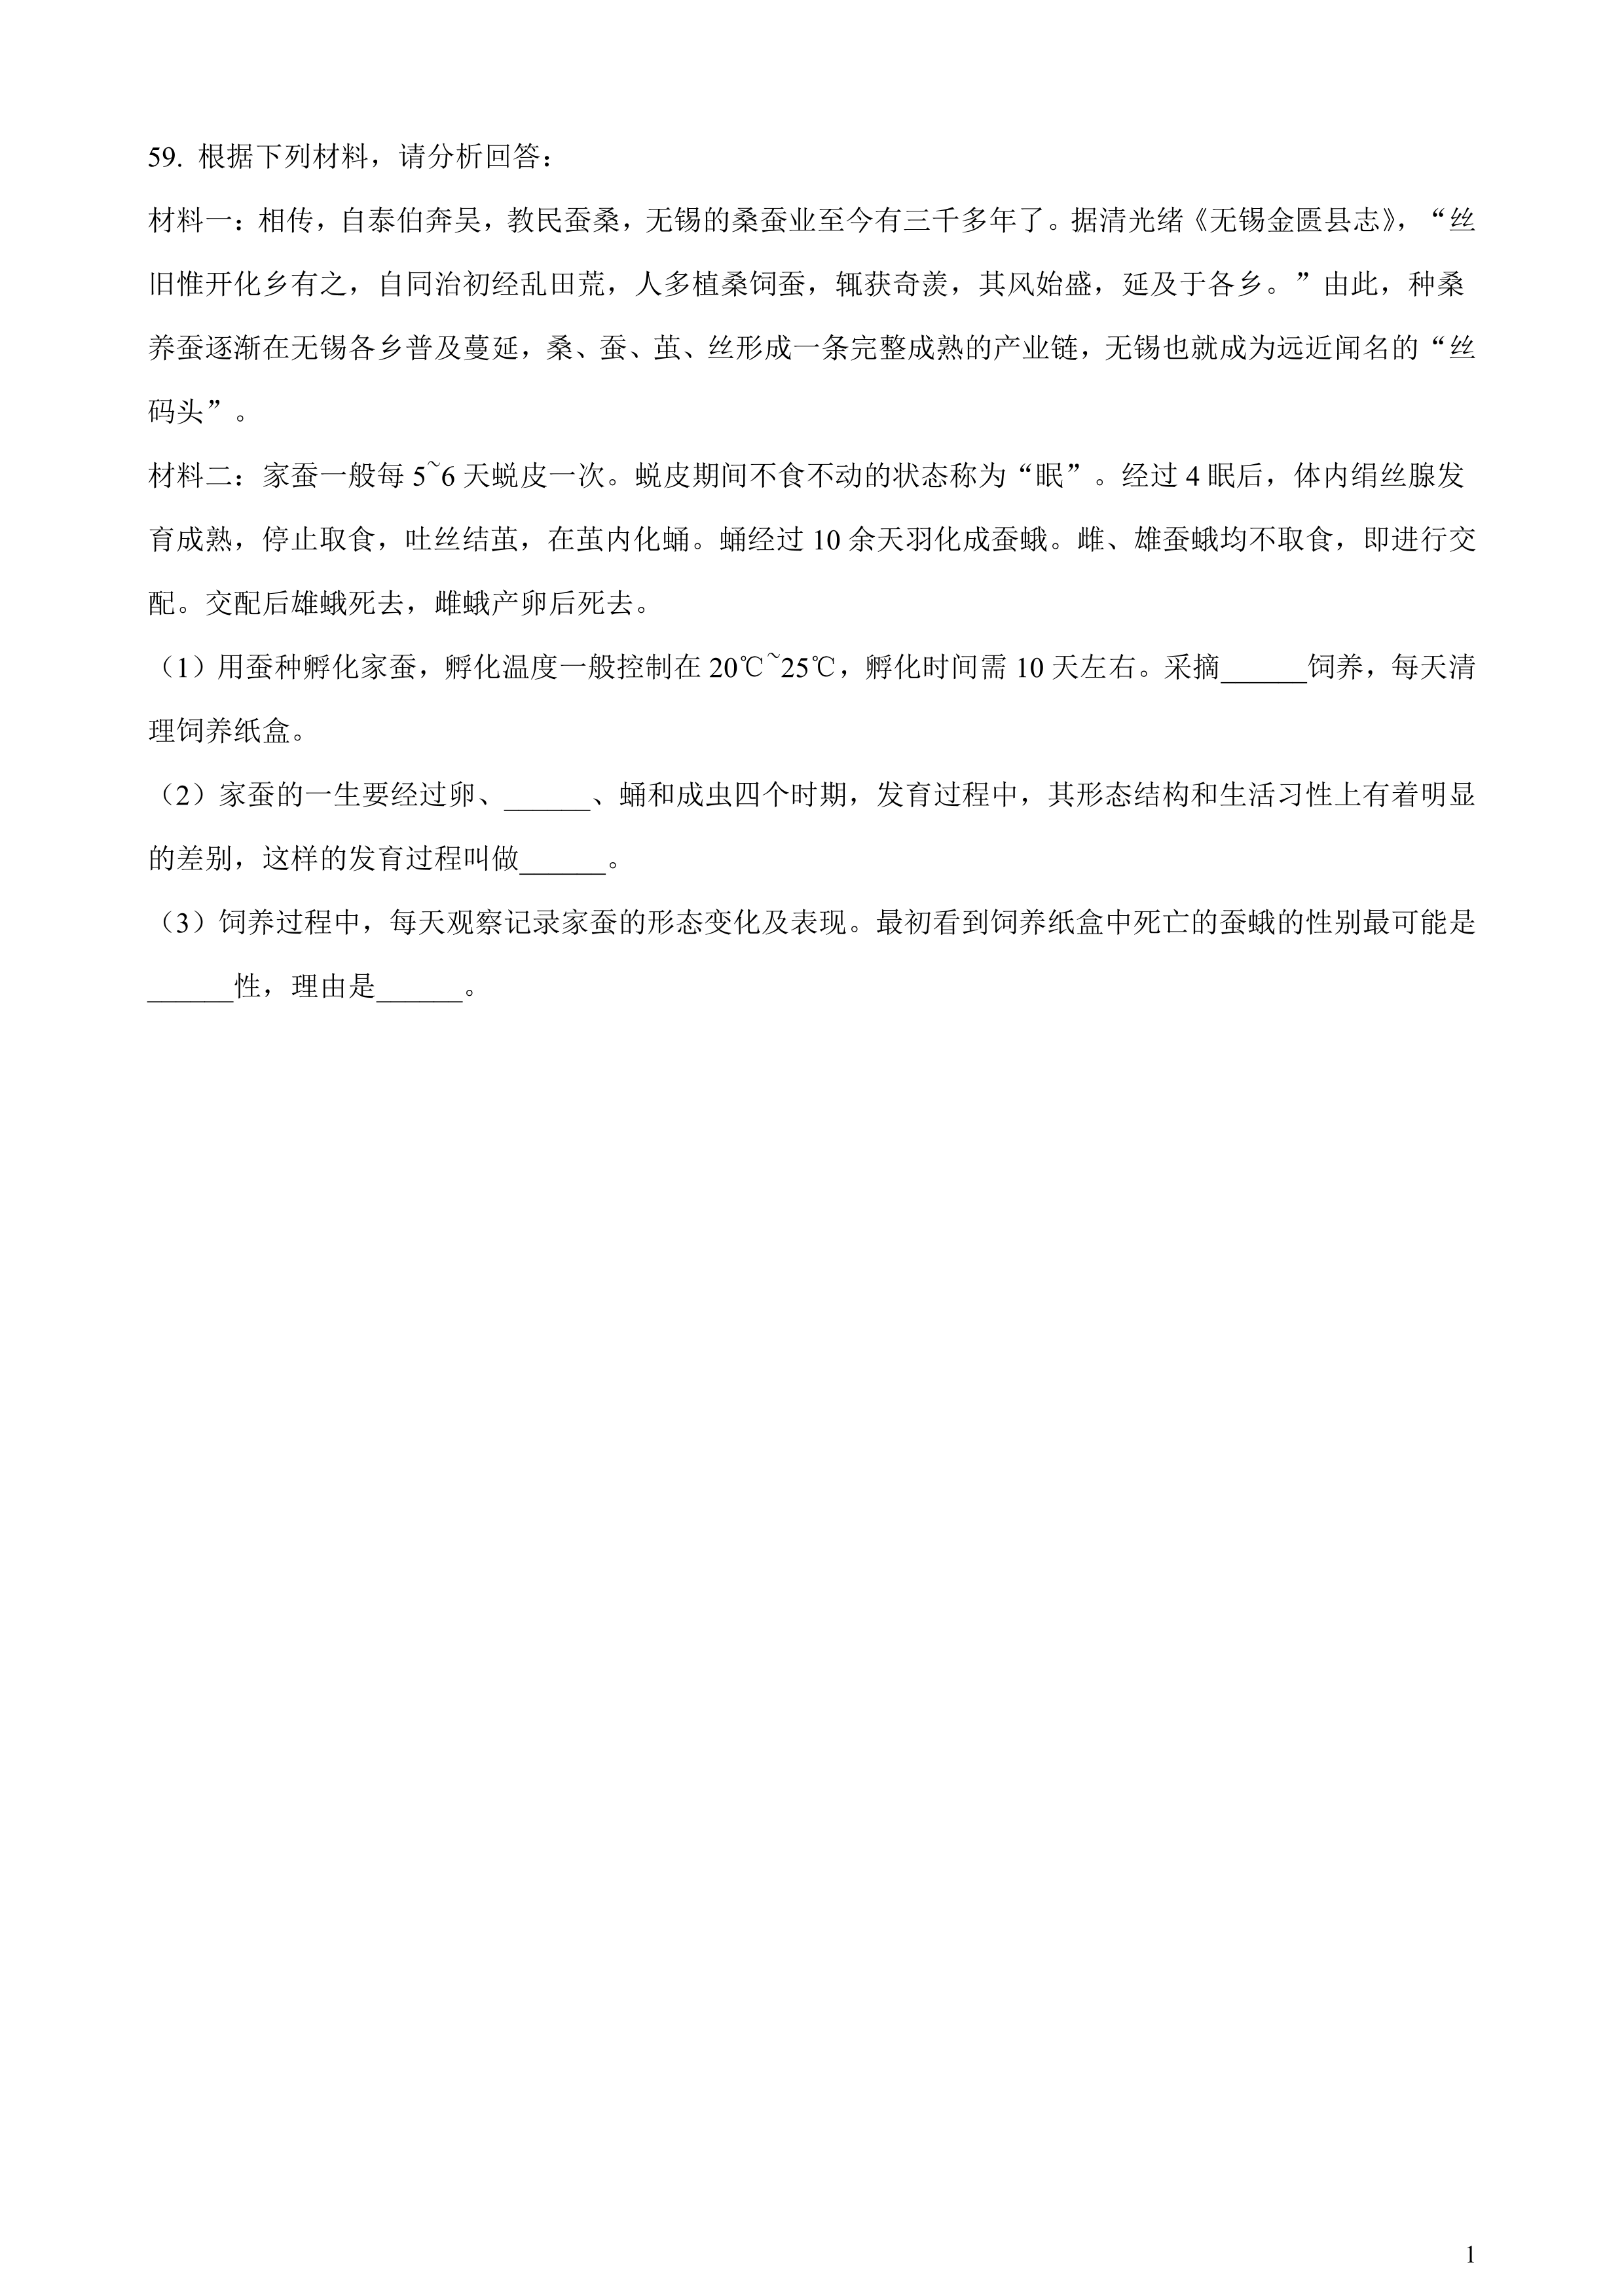 59. 根据下列材料，请分析回答：
材料一：相传，自泰伯奔吴，教民蚕桑，无锡的桑蚕业至今有三千多年了。据清光绪《无锡金匮县志》，“丝
旧惟开化乡有之，自同治初经乱田荒，人多植桑饲蚕，辄获奇羡，其风始盛，延及于各乡。”由此，种桑
养蚕逐渐在无锡各乡普及蔓延，桑、蚕、茧、丝形成一条完整成熟的产业链，无锡也就成为远近闻名的“丝
码头”。
材料二：家蚕一般每 5~6 天蜕皮一次。蜕皮期间不食不动的状态称为“眠”。经过 4 眠后，体内绢丝腺发
育成熟，停止取食，吐丝结茧，在茧内化蛹。蛹经过 10 余天羽化成蚕蛾。雌、雄蚕蛾均不取食，即进行交
配。交配后雄蛾死去，雌蛾产卵后死去。
（1）用蚕种孵化家蚕，孵化温度一般控制在 20℃~25℃，孵化时间需 10 天左右。采摘______饲养，每天清
理饲养纸盒。
（2）家蚕的一生要经过卵、______、蛹和成虫四个时期，发育过程中，其形态结构和生活习性上有着明显
的差别，这样的发育过程叫做______。
（3）饲养过程中，每天观察记录家蚕的形态变化及表现。最初看到饲养纸盒中死亡的蚕蛾的性别最可能是
______性，理由是______。
1